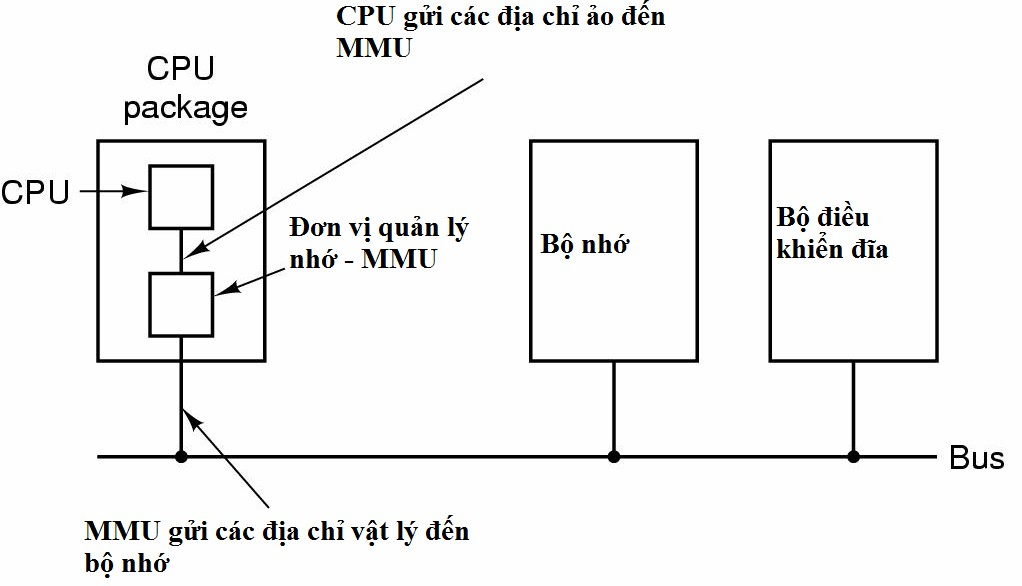 CPU gửi các địa chỉ ảo đến
MMU
CPU
package
CPU
Đơn vị quản lý
nhớ - MMU
Bộ nhớ
Bộ điều
khiển đĩa
Bus
MMU gửi các địa chỉ vật lý đến
bộ nhớ